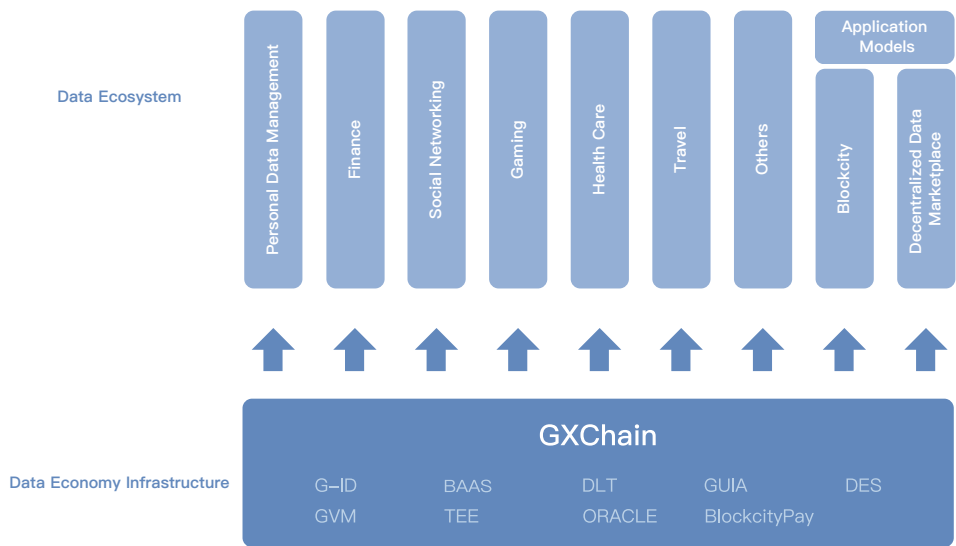 Application
Models
Data Ecosystem
Personal Data Management
Finance
Social Networking
Gaming
Health Care
Travel
Others
Blockcity
Decentralized Data
Marketplace
GXChain
Data Economy Infrastructure
G-ID BAAS DLT GUIA DES
GVM TEE ORACLE BlockcityPay